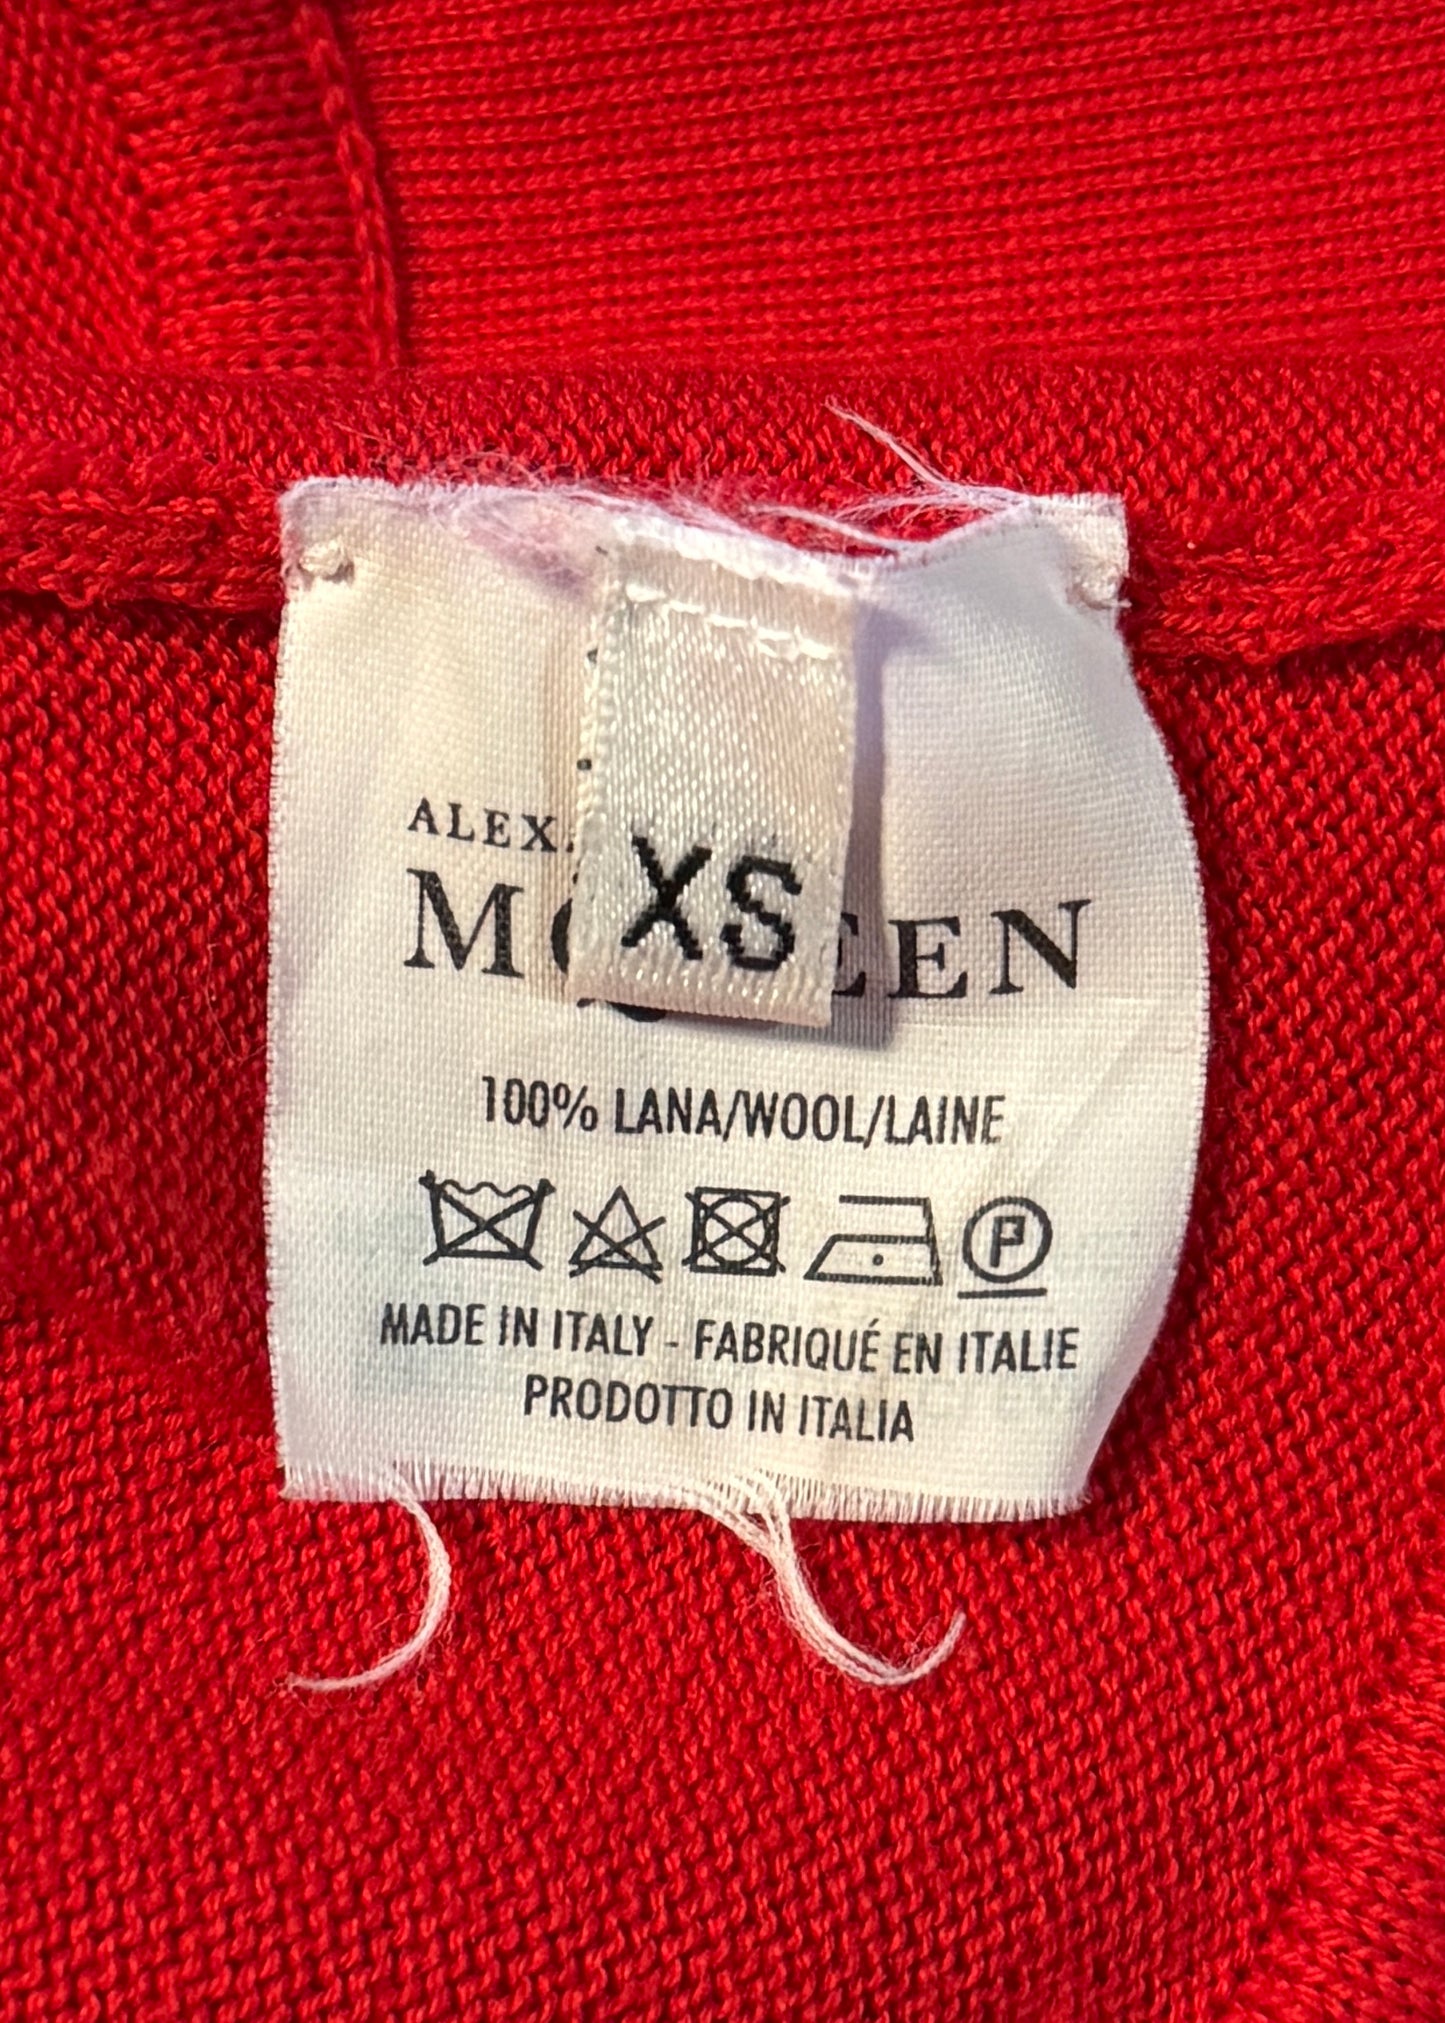 ALEX
XS
100% LANA/WOOL/LAINE
P
MADE IN ITALY - FABRIQUÉ EN ITALIE
PRODOTTO IN ITALIA